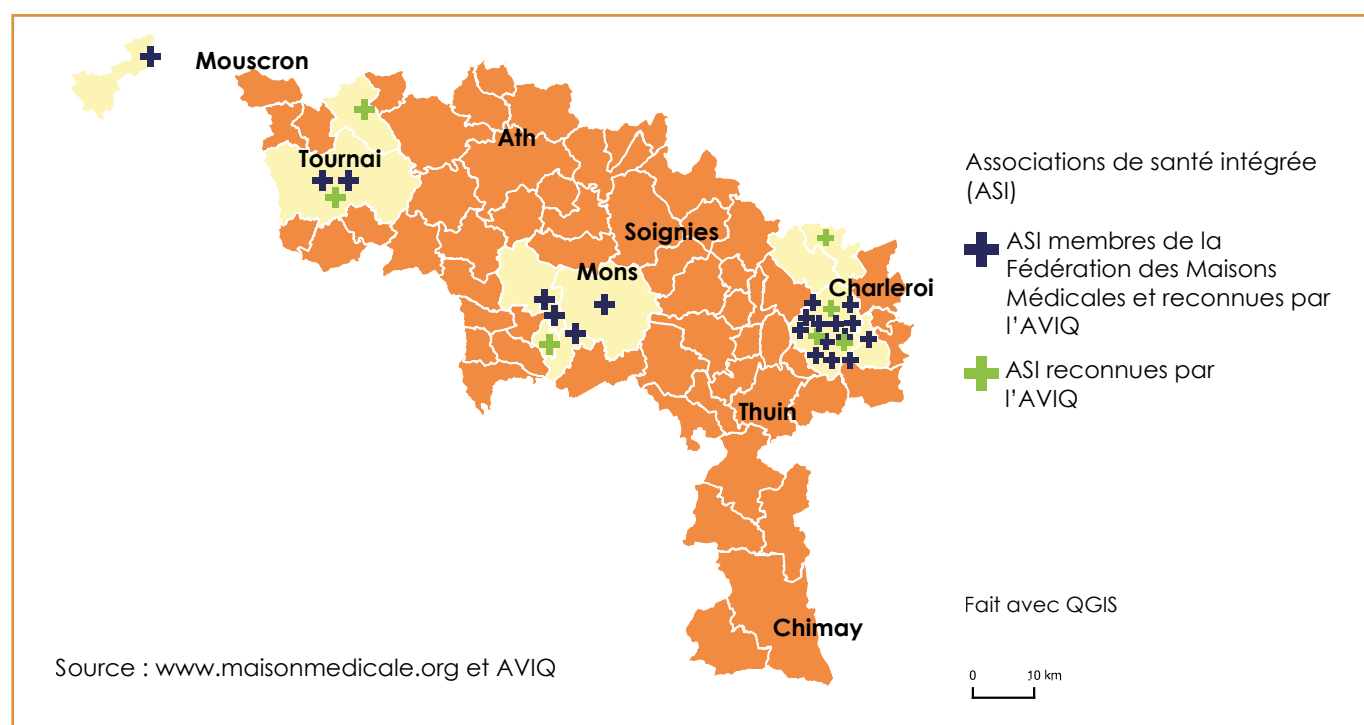 Mouscron
Ath
Tournai
Soignies
Mons
Charleroi
Thuin
Chimay
Associations de santé intégrée
(ASI)
ASI membres de la
Fédération des Maisons
Médicales et reconnues par
l’AVIQ
ASI reconnues par
l’AVIQ
Fait avec QGIS
0 10 km
Source : www.maisonmedicale.org et AVIQ